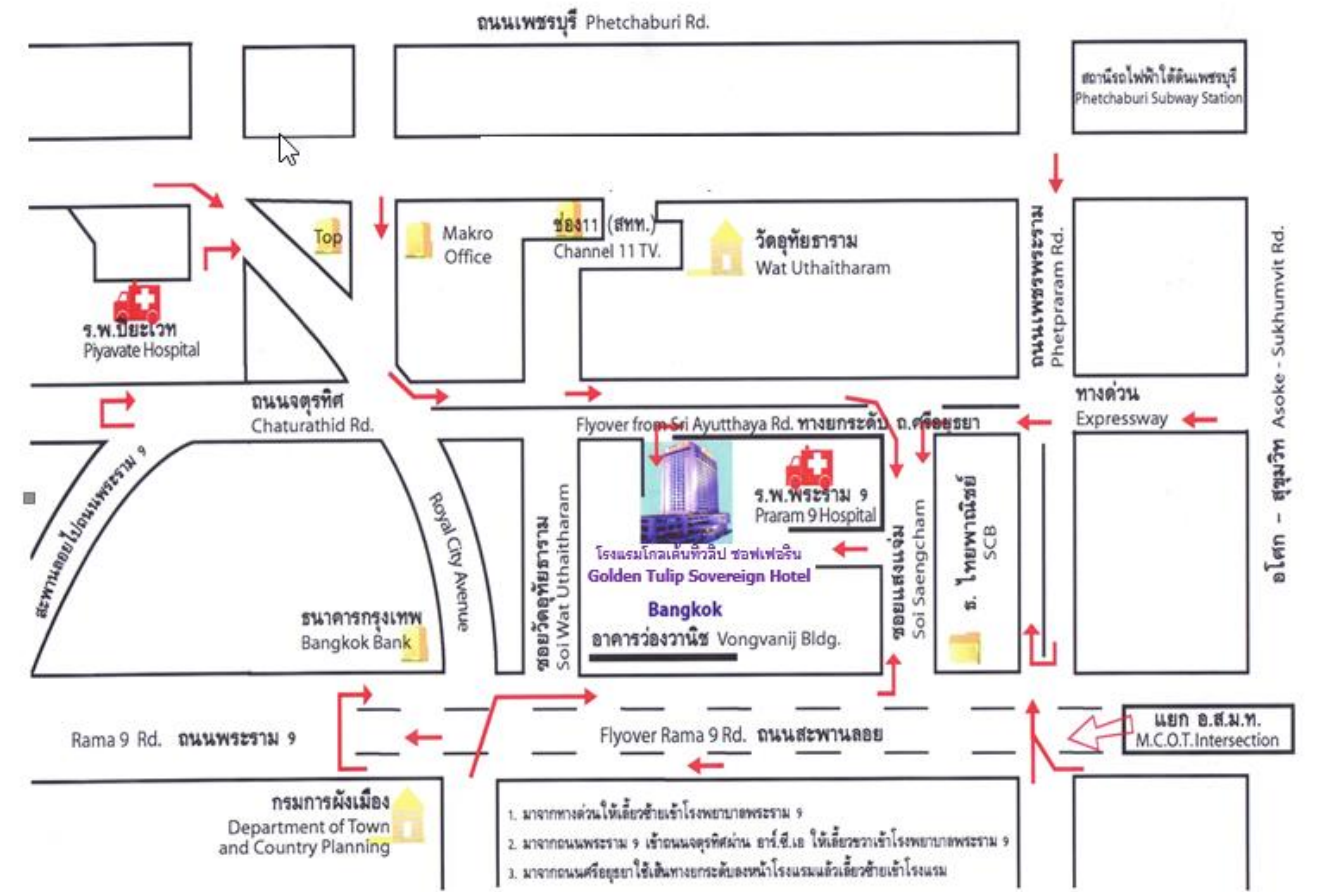 ถนนเพชรบุรี Phetchaburi Rd.
สถานีรถไฟฟ้าใต้ดินเพชรบุรี
Phetchaburi Subway Station
Top
Makro
Office
ช่อง11 (สทท.)
Channel 11 TV.
วัดอุทัยธาราม
Wat Uthaitharam
ถนนเพชรพระราม
Phetpraram Rd.
อโศก - สุขุมวิท Asoke - Sukhumvit Rd.
ร.พ.ปิยะเวท
Piyavate Hospital
ถนนจตุรทิศ
Chaturathid Rd.
ทางด่วน
Expressway
Flyover from Sri Ayutthaya Rd. ทางยกระดับ ถ.ศรีอยุธยา
สะพานลอยไปถนนพระราม 9
Royal City Avenue
ซอยวัดอุทัยธาราม
Soi Wat Uthaitharam
ร.พ.พระราม 9
Praram 9 Hospital
โรงแรมโกลเด้นทิวลิป ซอฟเฟอริน
Golden Tulip Sovereign Hotel
Bangkok
อาคารว่องวานิช Vongvanij Bldg.
ซอยแสงแจ่ม
Soi Saengcham
ธ. ไทยพาณิชย์
SCB
ธนาคารกรุงเทพ
Bangkok Bank
Rama 9 Rd. ถนนพระราม 9
Flyover Rama 9 Rd. ถนนสะพานลอย
แยก อ.ส.ม.ท.
M.C.O.T.Intersection
กรมการผังเมือง
Department of Town
and Country Planning
1. มาจากทางด่วนให้เลี้ยวซ้ายเข้าโรงพยาบาลพระราม 9
2. มาจากถนนพระราม 9 เข้าถนนจตุรทิศผ่าน อาร์.ซี.เอ ให้เลี้ยวขวาเข้าโรงพยาบาลพระราม 9
3. มาจากถนนศรีอยุธยาใช้เส้นทางยกระดับลงหน้าโรงแรมแล้วเลี้ยวซ้ายเข้าโรงแรม